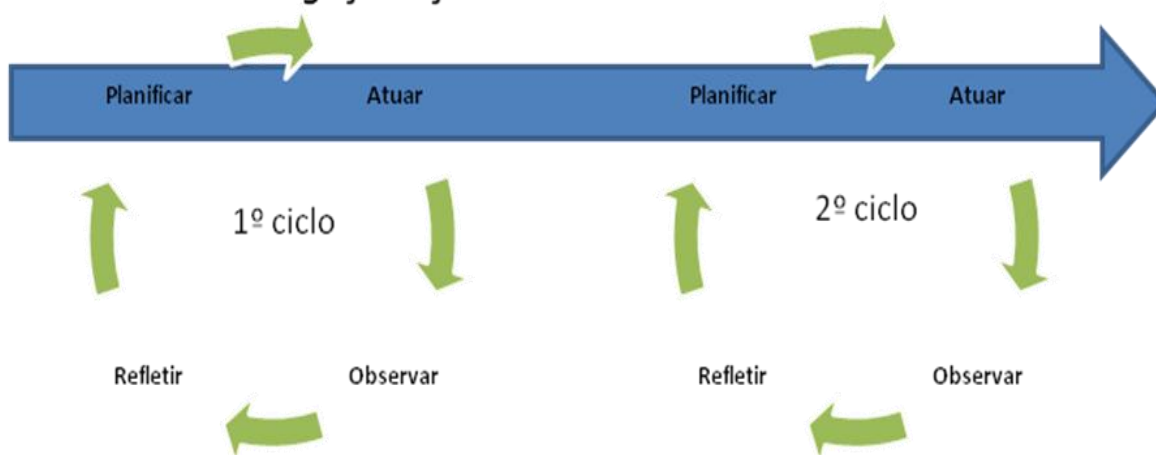 Planificar Atuar Planificar Atuar
1º ciclo 2º ciclo
Refletir Observar Refletir Observar